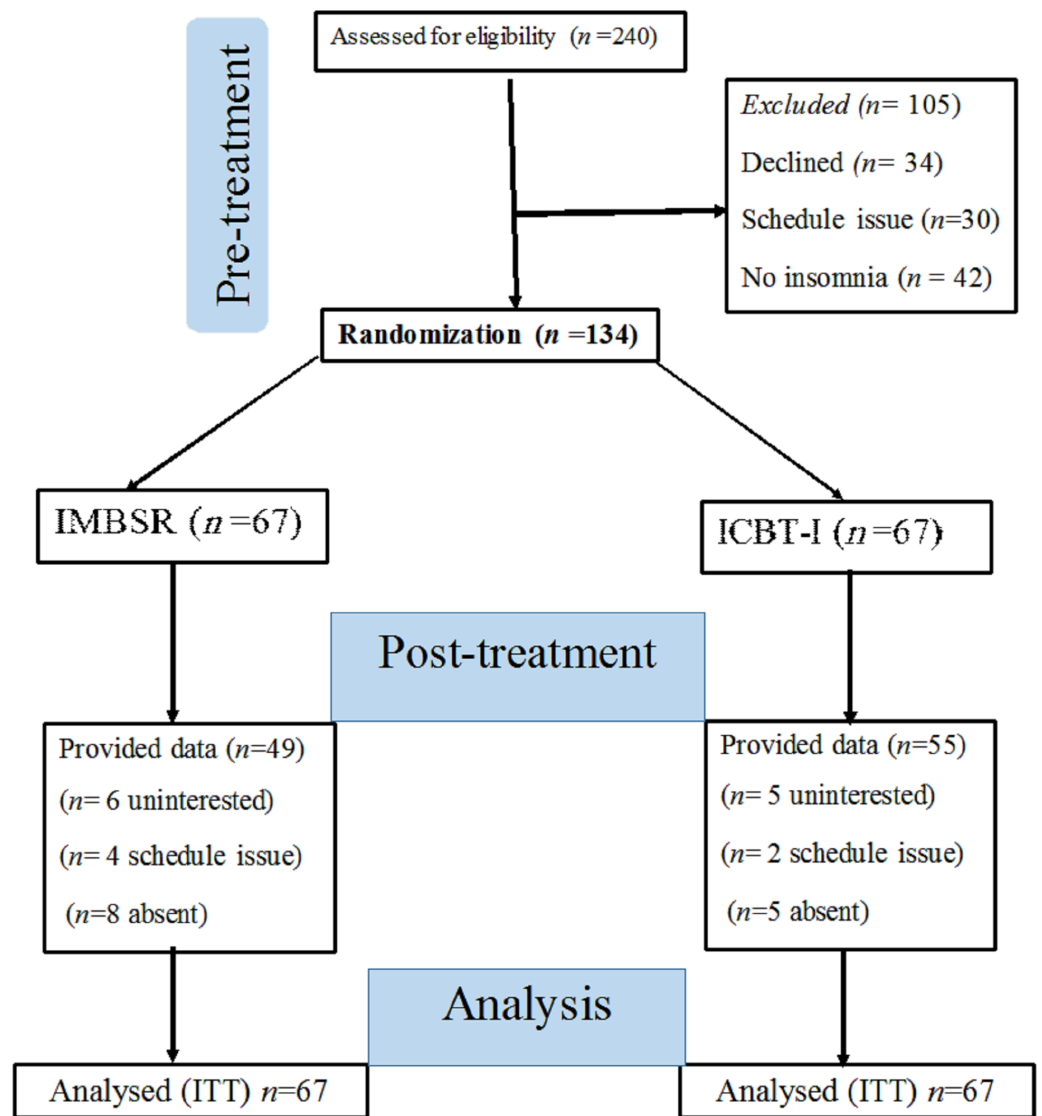 Pre-treatment
Assessed for eligibility (n =240)
Excluded (n= 105)
Declined (n= 34)
Schedule issue (n=30)
No insomnia (n = 42)
Randomization (n =134)
IMBSR (n =67)
ICBT-I (n=67)
Post-treatment
Provided data (n=49)
(n= 6 uninterested)
(n= 4 schedule issue)
(n=8 absent)
Provided data (n=55)
(n= 5 uninterested)
(n= 2 schedule issue)
(n=5 absent)
Analysis
Analysed (ITT) n=67
Analysed (ITT) n=67